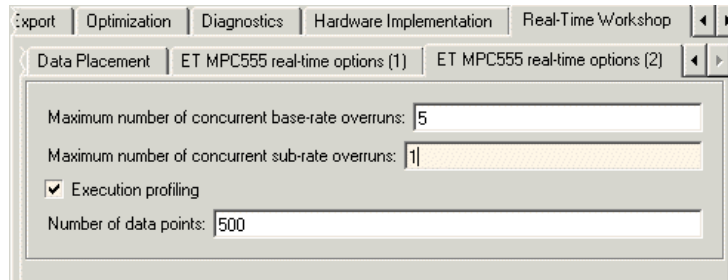 Export Optimization Diagnostics Hardware Implementation Real-Time Workshop
Data Placement ET MPC555 real-time options (1) ET MPC555 real-time options (2)
Maximum number of concurrent base-rate overruns: 5
Maximum number of concurrent sub-rate overruns: 1
Execution profiling
Number of data points: 500